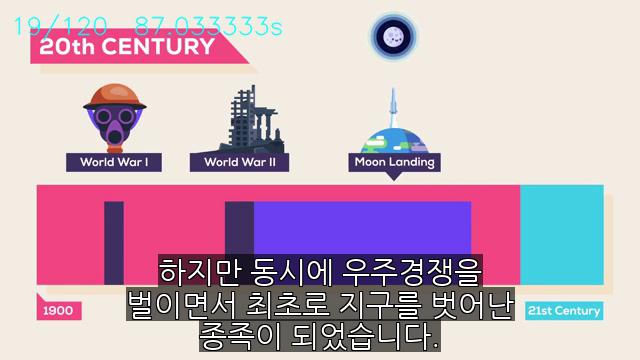 19/120 87.033333s
20th CENTURY
World War I
World War II
Moon Landing
하지만 동시에 우주경쟁을
벌이면서 최초로 지구를 벗어난
종족이 되었습니다.
1900
21st Century